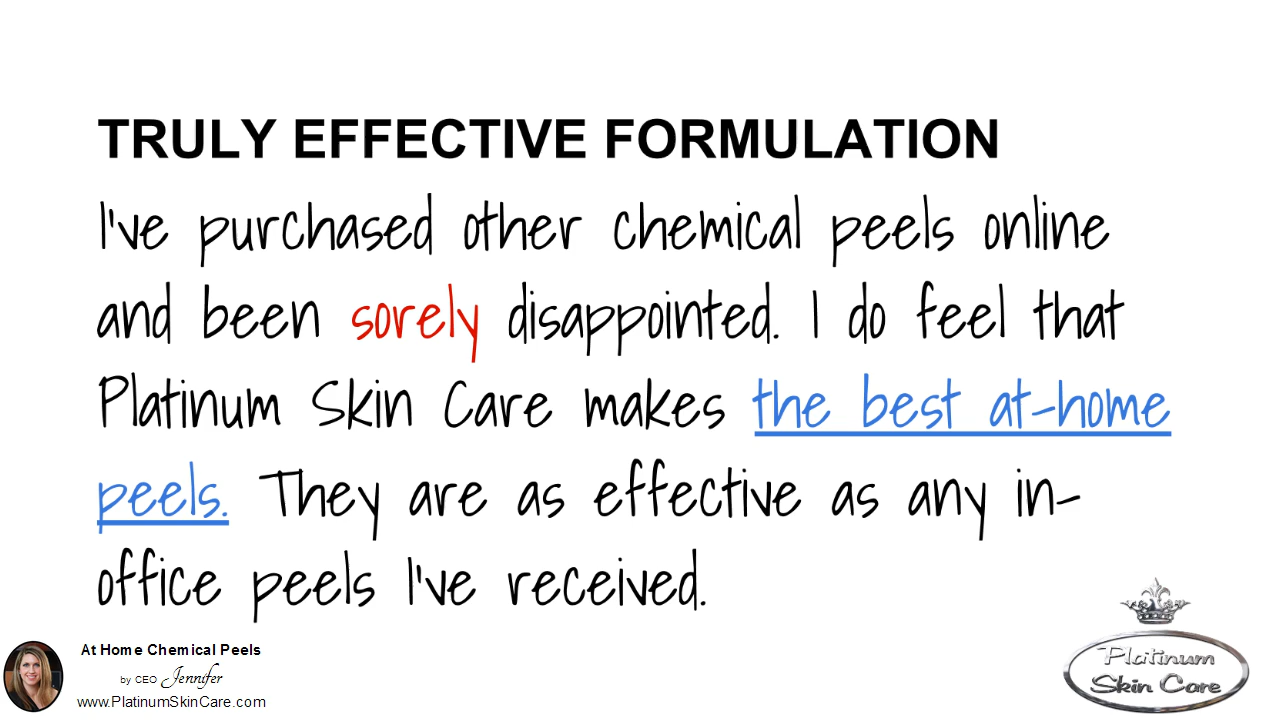 TRULY EFFECTIVE FORMULATION
I've purchased other chemical peels online
and been sorely disappointed. I do feel that
Platinum Skin Care makes the best at-home
peels. They are as effective as any in-
office peels I've received.
At Home Chemical Peels
by CEO Jennifer
www.PlatinumSkinCare.com
Platinum
Skin Care